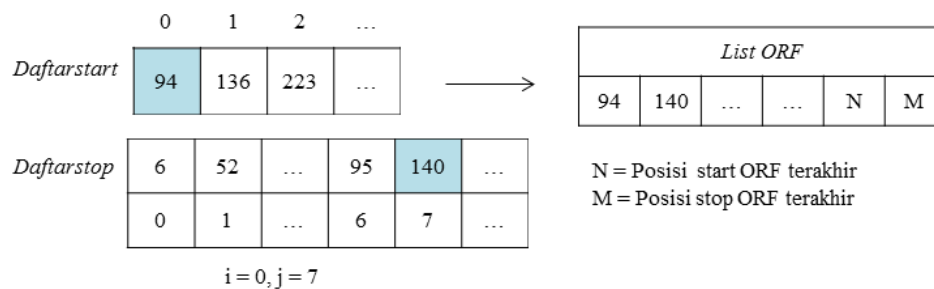 0 1 2 ...
Daftarstart 94 136 223 ...
List ORF
94 140 ... ... N M
Daftarstop 6 52 ... 95 140 ...
0 1 ... 6 7 ...
N = Posisi start ORF terakhir
M = Posisi stop ORF terakhir
i = 0, j = 7